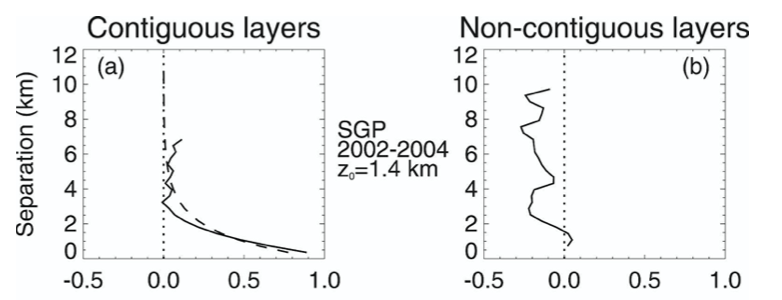 Contiguous layers
Non-contiguous layers
Separation (km)
12
10
8
6
4
2
0
(a)
-0.5 0.0 0.5 1.0
SGP
2002-2004
z₀=1.4 km
12
10
8
6
4
2
0
(b)
-0.5 0.0 0.5 1.0